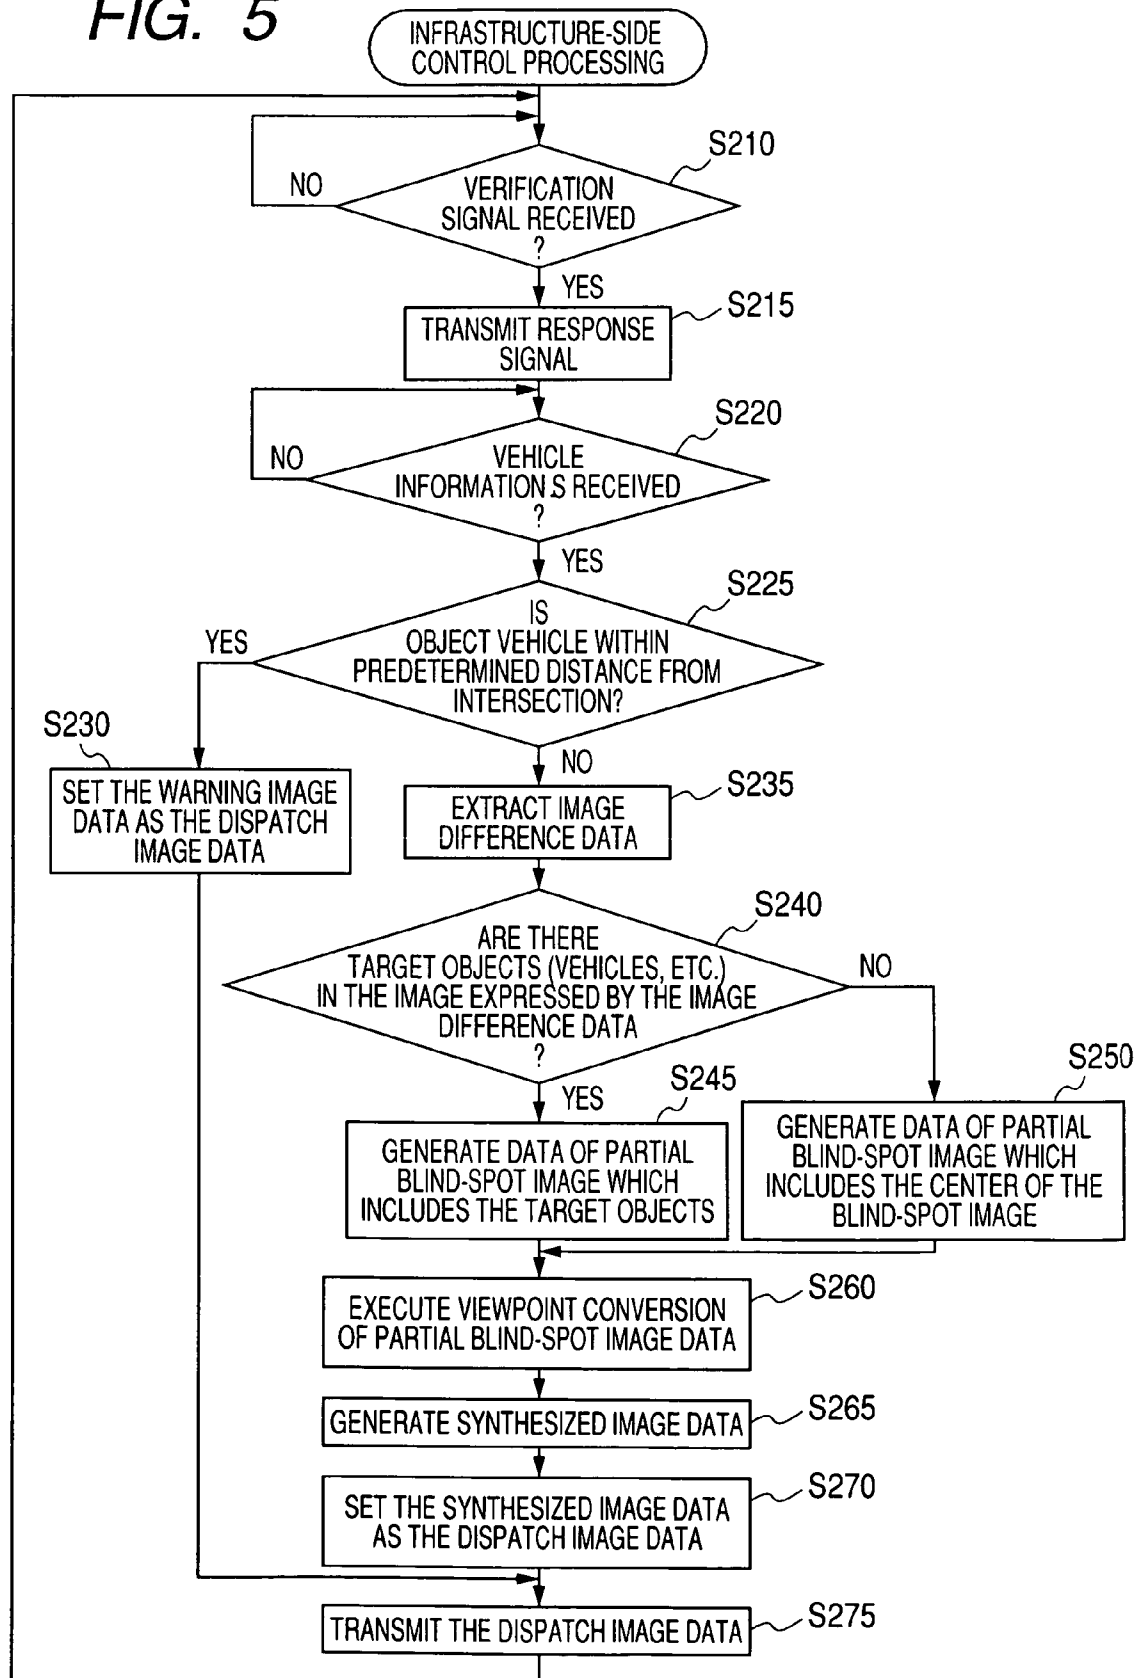 FIG. 5
INFRASTRUCTURE-SIDE
CONTROL PROCESSING
S210
NO
VERIFICATION
SIGNAL RECEIVED
?
YES
S215
TRANSMIT RESPONSE
SIGNAL
S220
NO
VEHICLE
INFORMATION.S RECEIVED
?
YES
S225
YES
IS
OBJECT VEHICLE WITHIN
PREDETERMINED DISTANCE FROM
INTERSECTION?
S230
NO
SET THE WARNING IMAGE
DATA AS THE DISPATCH
IMAGE DATA
S235
EXTRACT IMAGE
DIFFERENCE DATA
S240
ARE THERE
TARGET OBJECTS (VEHICLES, ETC.)
IN THE IMAGE EXPRESSED BY THE IMAGE
DIFFERENCE DATA
?
NO
YES
S245
S250
GENERATE DATA OF PARTIAL
BLIND-SPOT IMAGE WHICH
INCLUDES THE TARGET OBJECTS
GENERATE DATA OF PARTIAL
BLIND-SPOT IMAGE WHICH
INCLUDES THE CENTER OF THE
BLIND-SPOT IMAGE
S260
EXECUTE VIEWPOINT CONVERSION
OF PARTIAL BLIND-SPOT IMAGE DATA
S265
GENERATE SYNTHESIZED IMAGE DATA
S270
SET THE SYNTHESIZED IMAGE DATA
AS THE DISPATCH IMAGE DATA
S275
TRANSMIT THE DISPATCH IMAGE DATA